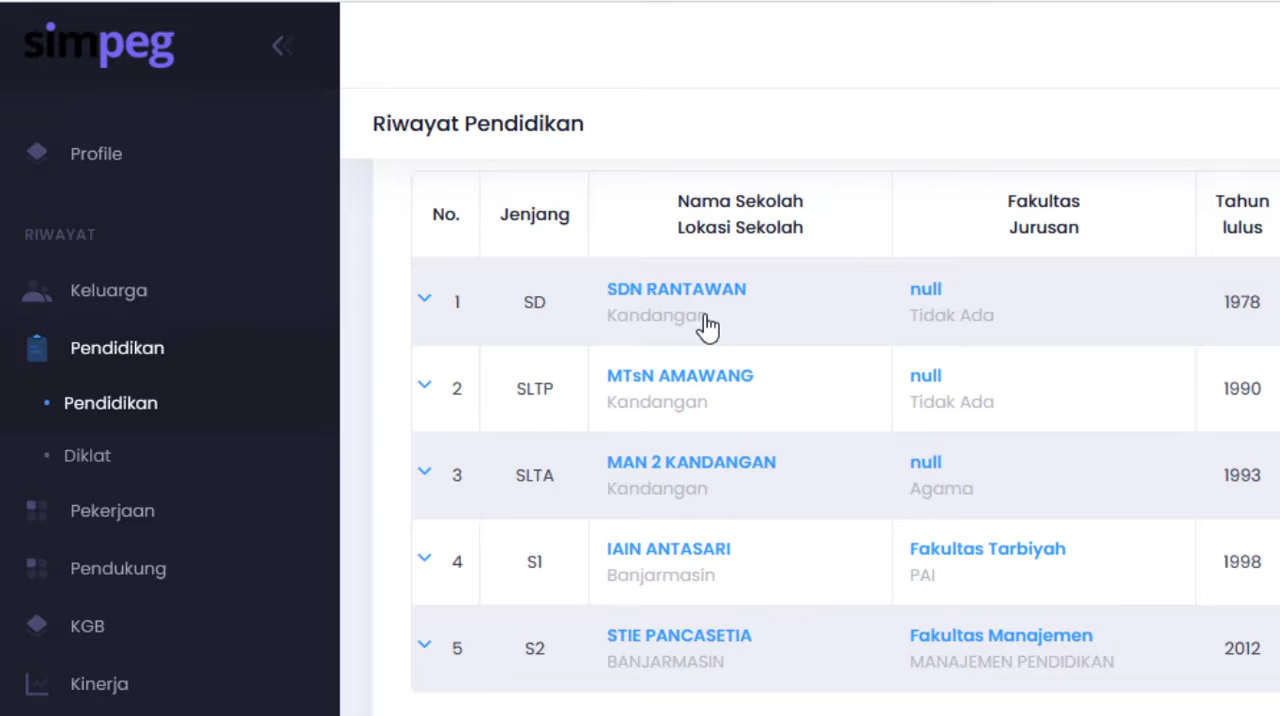 simpeg
Profile
RIWAYAT
Keluarga
Pendidikan
Pendidikan
Diklat
Pekerjaan
Pendukung
KGB
Kinerja
Riwayat Pendidikan
No. Jenjang Nama Sekolah Fakultas Tahun
Lokasi Sekolah Jurusan lulus
1 SD SDN RANTAWAN null 1978
Kandangan Tidak Ada
2 SLTP MTsN AMAWANG null 1990
Kandangan Tidak Ada
3 SLTA MAN 2 KANDANGAN null 1993
Kandangan Agama
4 S1 IAIN ANTASARI Fakultas Tarbiyah 1998
Banjarmasin PAI
5 S2 STIE PANCASETIA Fakultas Manajemen 2012
BANJARMASIN MANAJEMEN PENDIDIKAN